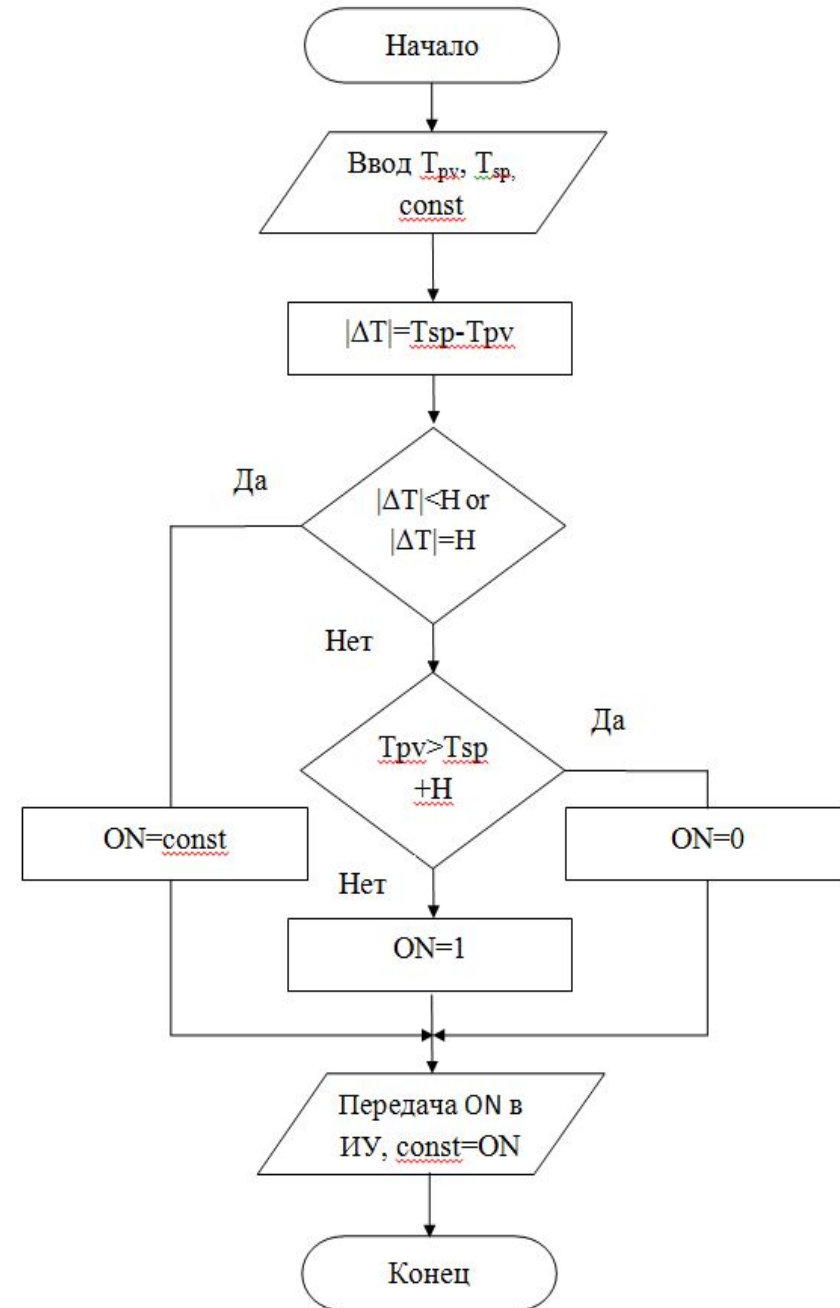 Начало
Ввод Tpv, Tsp,
const
|ΔT|=Tsp-Tpv
Да
|ΔT|<H or
|ΔT|=H
Нет
Tpv>Tsp
+H
Да
ON=const
ON=0
Нет
ON=1
Передача ON в
ИУ, const=ON
Конец